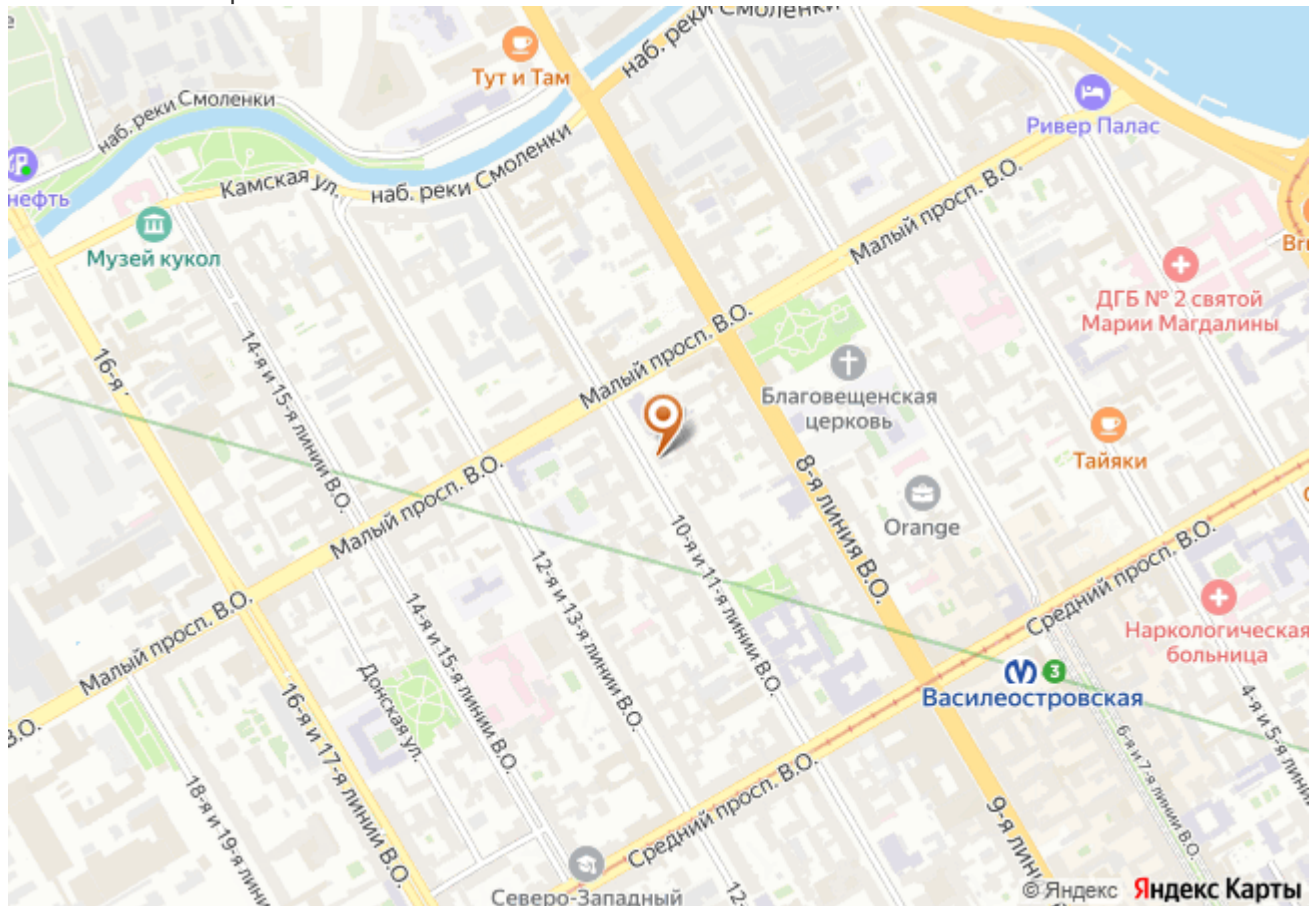 наб. реки Смоленки
Тут и Там
наб. реки Смоленки
Ривер Палас
нефть
Камская ул.
наб. реки Смоленки
Малый просп. В.О.
Музей кукол
ДГБ № 2 святой
Марии Магдалины
16-я
14-я и 15-я линии В.О.
Малый просп. В.О.
Благовещенская
церковь
Тайяки
8-я линия В.О.
Orange
Малый просп. В.О.
10-я и 11-я линии В.О.
12-я и 13-я линии В.О.
14-я и 15-я линии В.О.
Средний просп. В.О.
Наркологическая
больница
3
Василеостровская
Малый просп. В.О.
В.О.
Донская ул.
16-я и 17-я линии В.О.
18-я и 19-я лини
4-я и 5-я лини
6-я и 7-я линии В.О.
Средний просп. В.О.
9-я лини
12-
Северо-Западный
© Яндекс Яндекс Карты